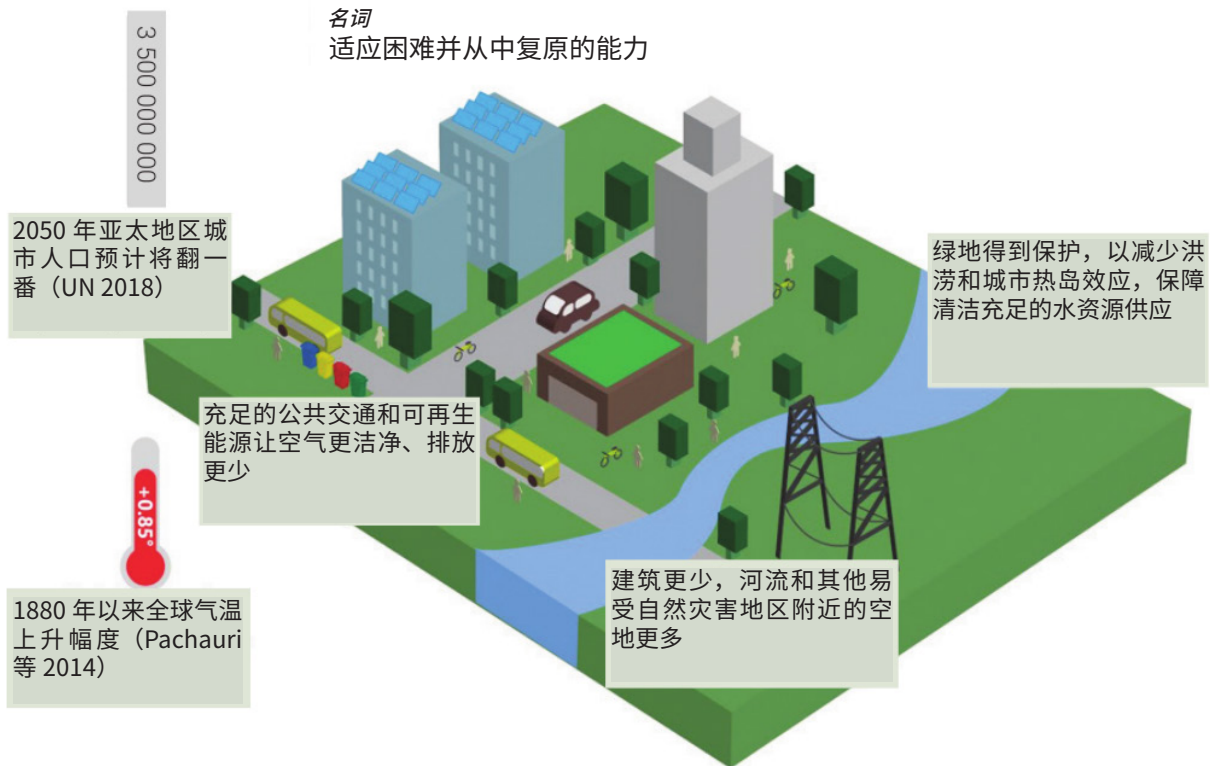 名词
适应困难并从中复原的能力
3 500 000 000
2050 年亚太地区城
市人口预计将翻一
番（UN 2018）
绿地得到保护，以减少洪
涝和城市热岛效应，保障
清洁充足的水资源供应
充足的公共交通和可再生
能源让空气更洁净、排放
更少
+0.85°
1880 年以来全球气温
上升幅度（Pachauri
等 2014）
建筑更少，河流和其他易
受自然灾害地区附近的空
地更多